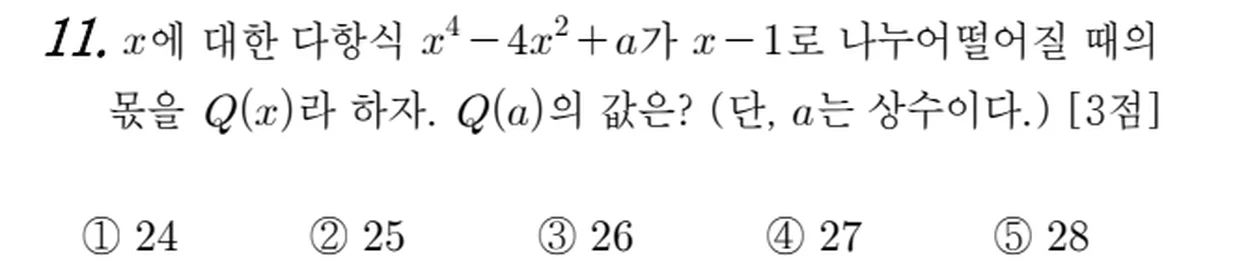 11. x에 대한 다항식 x⁴-4x²+a가 x-1로 나누어떨어질 때의
몫을 Q(x)라 하자. Q(a)의 값은? (단, a는 상수이다.) [3점]
① 24 ② 25 ③ 26 ④ 27 ⑤ 28